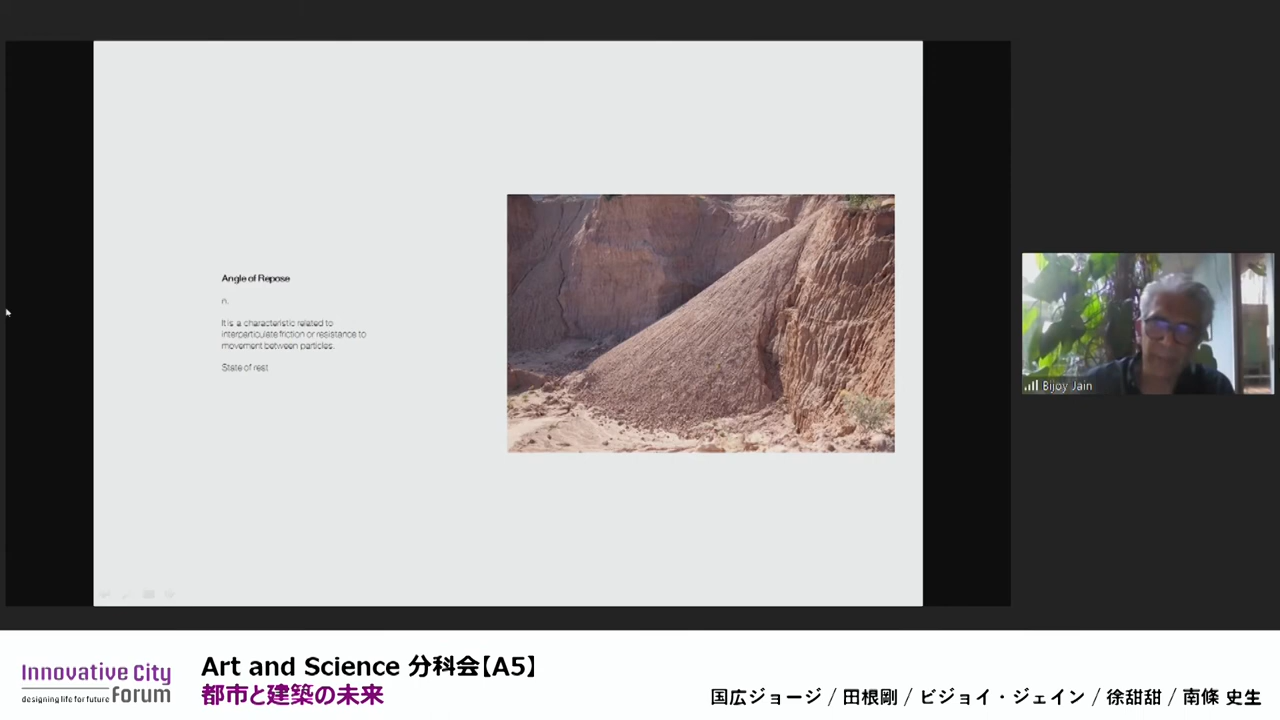 Angle of Repose
n.
It is a characteristic related to
interparticulate friction or resistance to
movement between particles.
State of rest
Bijoy Jain
Innovative City
designing life for future forum
Art and Science 分科会【A5】
都市と建築の未来
国広ジョージ / 田根剛 / ビジョイ・ジェイン / 徐甜甜 / 南條 史生